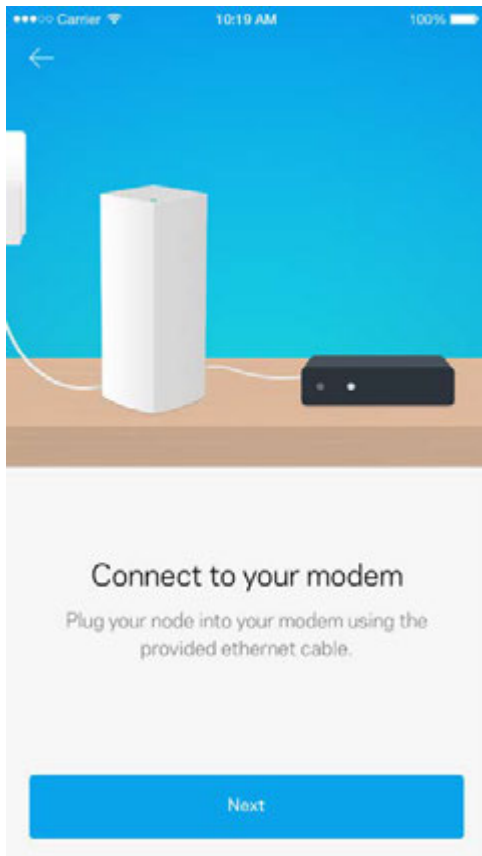 Carrier 10:19 AM 100%
Connect to your modem
Plug your node into your modem using the
provided ethernet cable.
Next